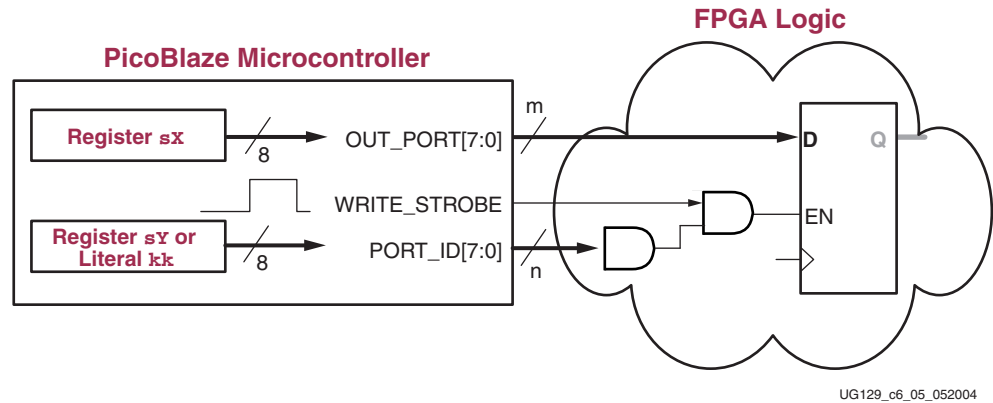 FPGA Logic
PicoBlaze Microcontroller
Register sX
8
OUT_PORT[7:0]
m
D
Q
WRITE_STROBE
EN
Register sY or
Literal kk
8
PORT_ID[7:0]
n
UG129_c6_05_052004